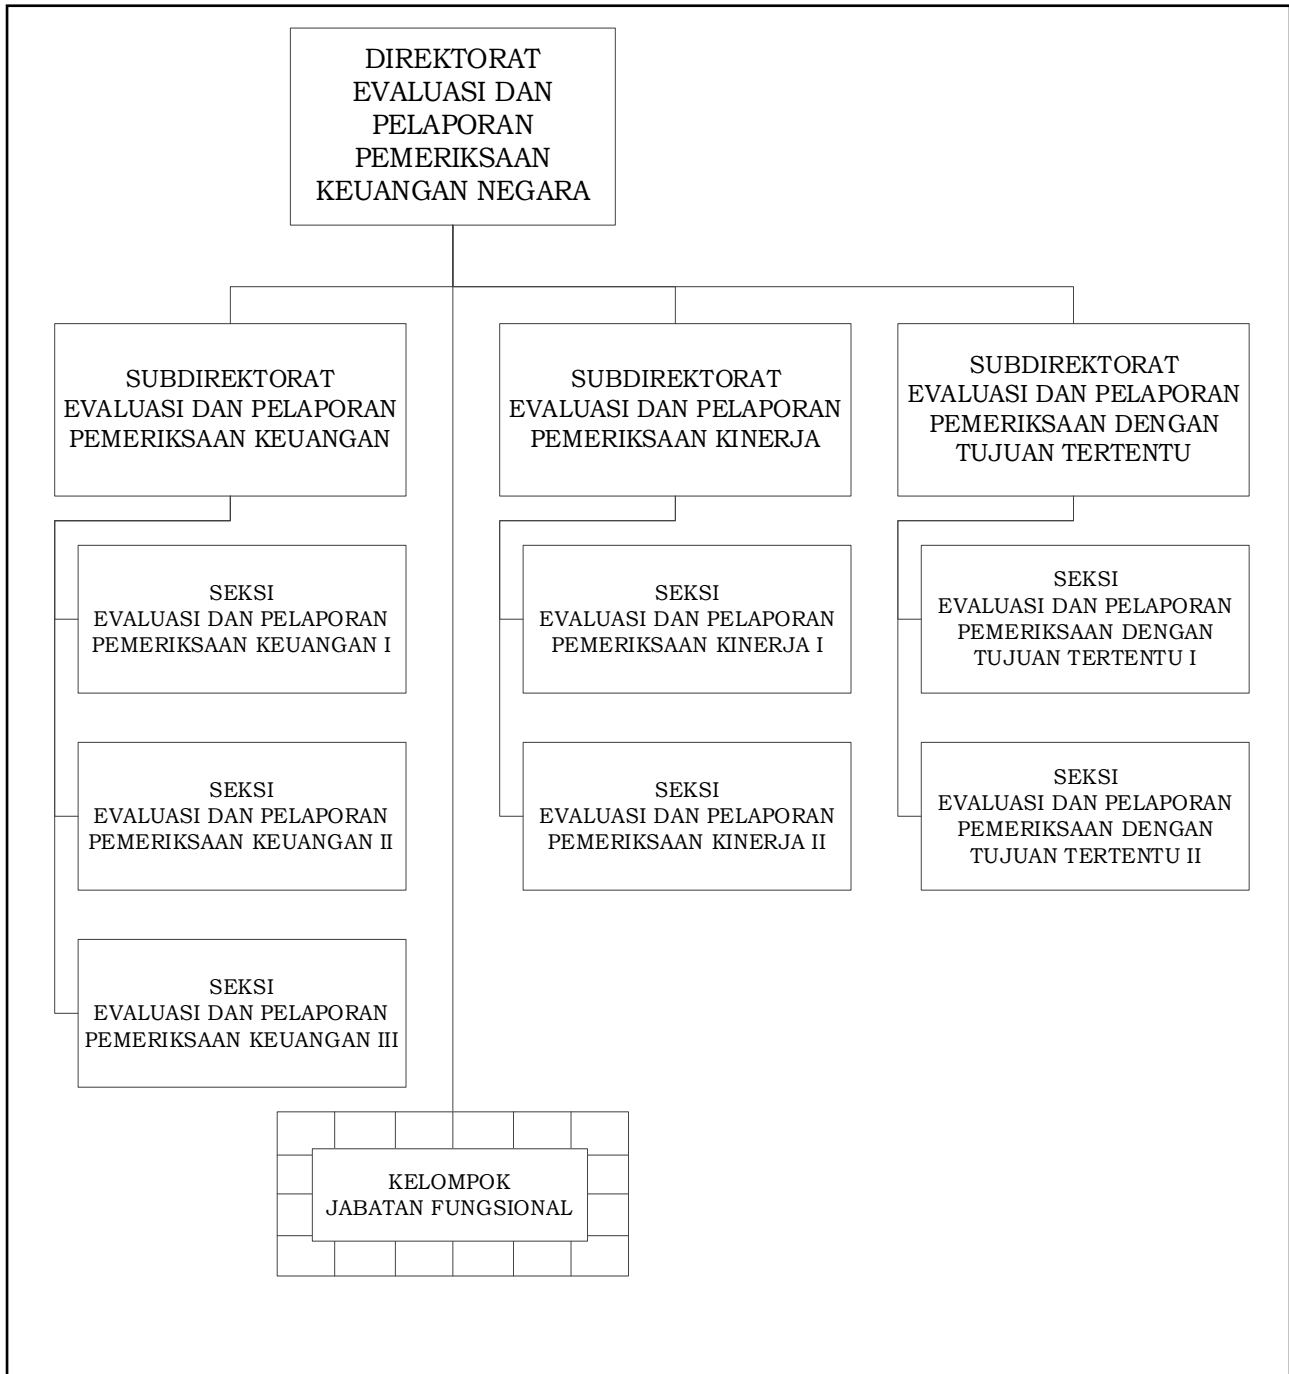 DIREKTORAT
EVALUASI DAN
PELAPORAN
PEMERIKSAAN
KEUANGAN NEGARA
SUBDIREKTORAT
EVALUASI DAN PELAPORAN
PEMERIKSAAN KEUANGAN
SUBDIREKTORAT
EVALUASI DAN PELAPORAN
PEMERIKSAAN KINERJA
SUBDIREKTORAT
EVALUASI DAN PELAPORAN
PEMERIKSAAN DENGAN
TUJUAN TERTENTU
SEKSI
EVALUASI DAN PELAPORAN
PEMERIKSAAN KEUANGAN I
SEKSI
EVALUASI DAN PELAPORAN
PEMERIKSAAN KINERJA I
SEKSI
EVALUASI DAN PELAPORAN
PEMERIKSAAN DENGAN
TUJUAN TERTENTU I
SEKSI
EVALUASI DAN PELAPORAN
PEMERIKSAAN KEUANGAN II
SEKSI
EVALUASI DAN PELAPORAN
PEMERIKSAAN KINERJA II
SEKSI
EVALUASI DAN PELAPORAN
PEMERIKSAAN DENGAN
TUJUAN TERTENTU II
SEKSI
EVALUASI DAN PELAPORAN
PEMERIKSAAN KEUANGAN III
KELOMPOK
JABATAN FUNGSIONAL